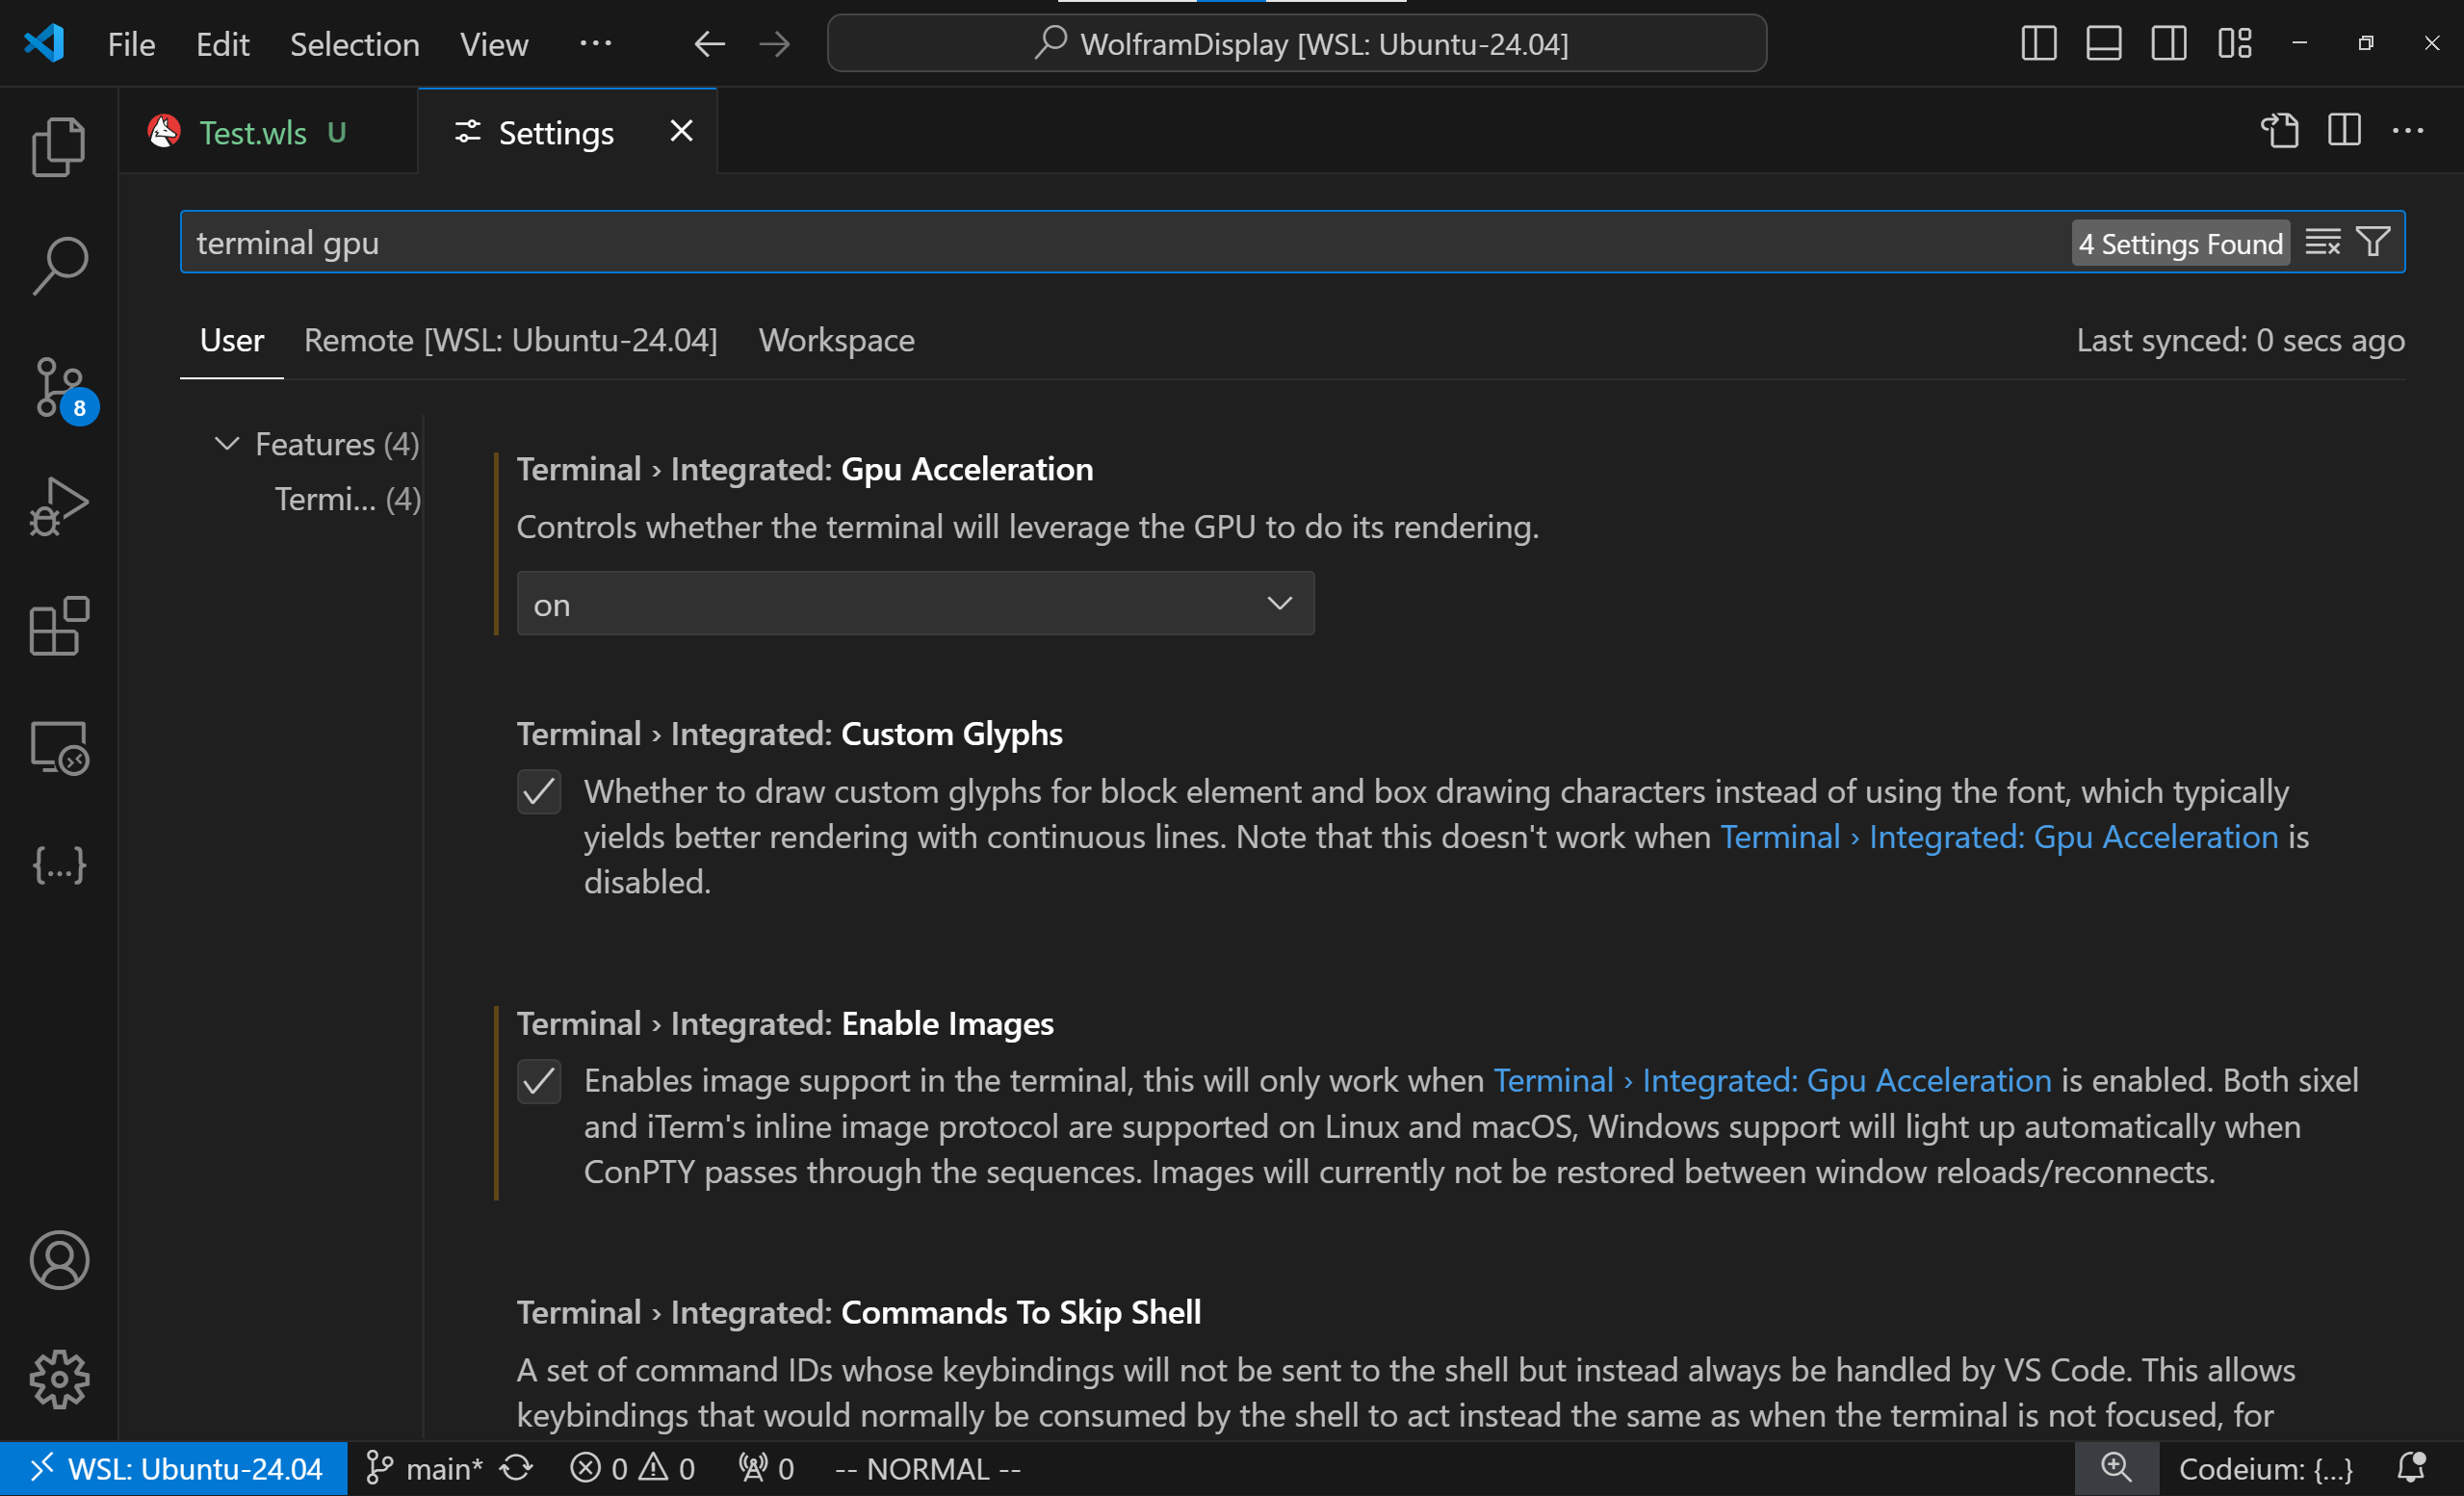 File Edit Selection View ··· WolframDisplay [WSL: Ubuntu-24.04]
Test.wls U Settings
terminal gpu 4 Settings Found
User Remote [WSL: Ubuntu-24.04] Workspace Last synced: 0 secs ago
Features (4)
Termi... (4)
Terminal › Integrated: Gpu Acceleration
Controls whether the terminal will leverage the GPU to do its rendering.
on
Terminal › Integrated: Custom Glyphs
Whether to draw custom glyphs for block element and box drawing characters instead of using the font, which typically
yields better rendering with continuous lines. Note that this doesn't work when Terminal › Integrated: Gpu Acceleration is
disabled.
Terminal › Integrated: Enable Images
Enables image support in the terminal, this will only work when Terminal › Integrated: Gpu Acceleration is enabled. Both sixel
and iTerm's inline image protocol are supported on Linux and macOS, Windows support will light up automatically when
ConPTY passes through the sequences. Images will currently not be restored between window reloads/reconnects.
Terminal › Integrated: Commands To Skip Shell
A set of command IDs whose keybindings will not be sent to the shell but instead always be handled by VS Code. This allows
keybindings that would normally be consumed by the shell to act instead the same as when the terminal is not focused, for
8
{...}
WSL: Ubuntu-24.04 main* 0 0 0 -- NORMAL -- Codeium: {...}